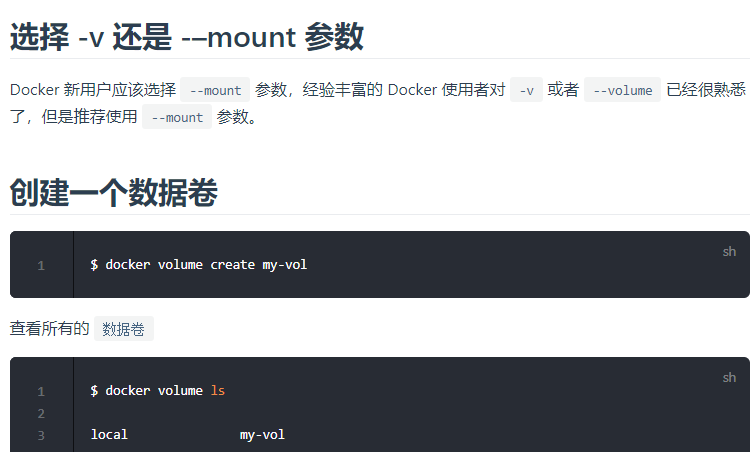 选择 -v 还是 -–mount 参数
Docker 新用户应该选择 --mount 参数，经验丰富的 Docker 使用者对 -v 或者 --volume 已经很熟悉
了，但是推荐使用 --mount 参数。
创建一个数据卷
sh
1 $ docker volume create my-vol
查看所有的 数据卷
sh
1 $ docker volume ls
2
3 local my-vol